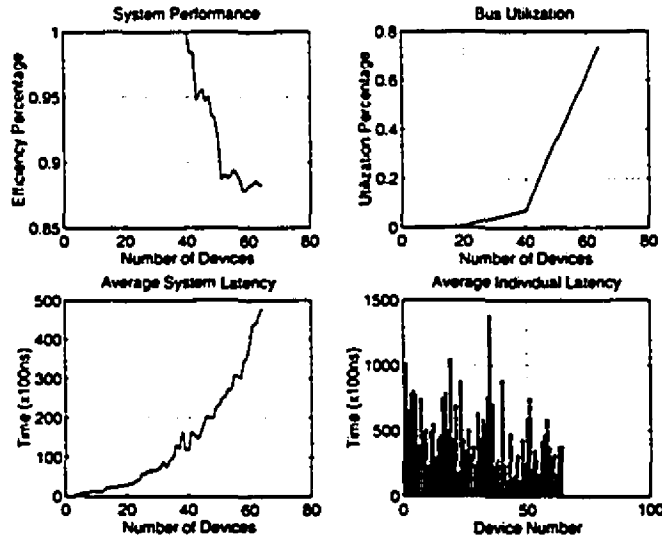 System Performance
Efficiency Percentage
1
0.95
0.9
0.85
0 20 40 60 80
Number of Devices
Bus Utilization
Utilization Percentage
0.8
0.6
0.4
0.2
0
0 20 40 60 80
Number of Devices
Average System Latency
Time (x100ns)
500
400
300
200
100
0
0 20 40 60 80
Number of Devices
Average Individual Latency
Time (x100ns)
1500
1000
500
0
0 50 100
Device Number